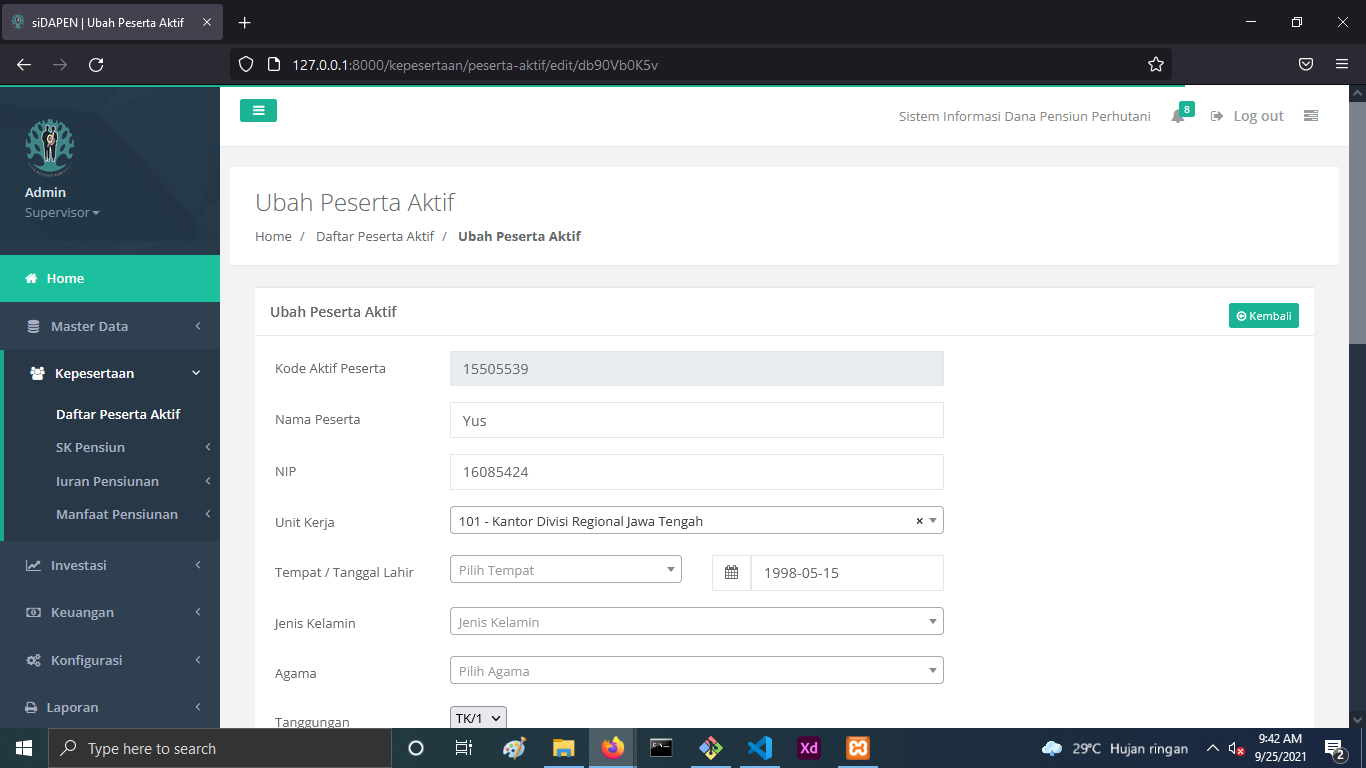 siDAPEN | Ubah Peserta Aktif
127.0.0.1:8000/kepesertaan/peserta-aktif/edit/db90Vb0K5v
Admin
Supervisor
Home
Master Data
Kepesertaan
Daftar Peserta Aktif
SK Pensiun
Iuran Pensiunan
Manfaat Pensiunan
Investasi
Keuangan
Konfigurasi
Laporan
Sistem Informasi Dana Pensiun Perhutani
8
Log out
Ubah Peserta Aktif
Home / Daftar Peserta Aktif / Ubah Peserta Aktif
Ubah Peserta Aktif
Kembali
Kode Aktif Peserta 15505539
Nama Peserta Yus
NIP 16085424
Unit Kerja 101 - Kantor Divisi Regional Jawa Tengah ×
Tempat / Tanggal Lahir Pilih Tempat 1998-05-15
Jenis Kelamin Jenis Kelamin
Agama Pilih Agama
Tanggungan TK/1
Type here to search
Xd
29°C Hujan ringan
9:42 AM
9/25/2021
2